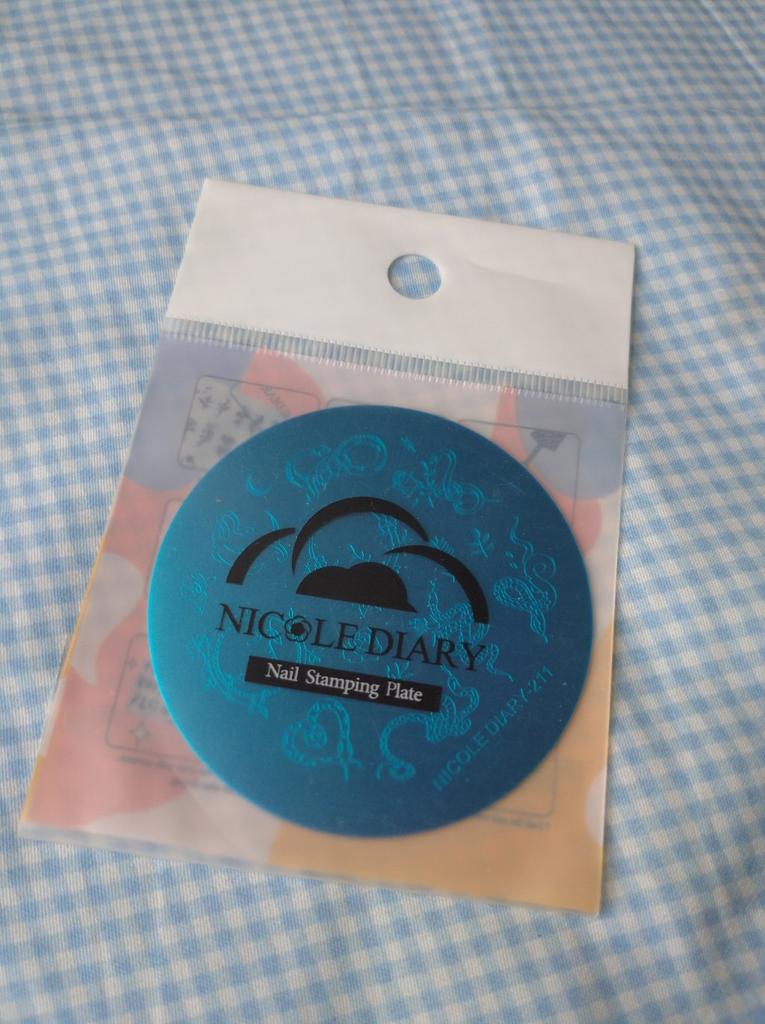 NICOLE DIARY
Nail Stamping Plate
NICOLE DIARY-211